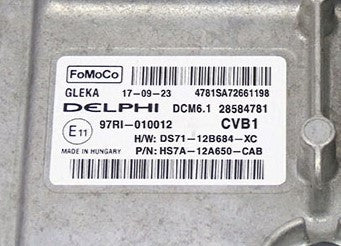 FoMoCo
GLEKA 17-09-23 4781SA72661198
DELPHI DCM6.1 28584781
E11 97RI-010012 CVB1
H/W: DS71-12B684-XC
MADE IN HUNGARY P/N: HS7A-12A650-CAB